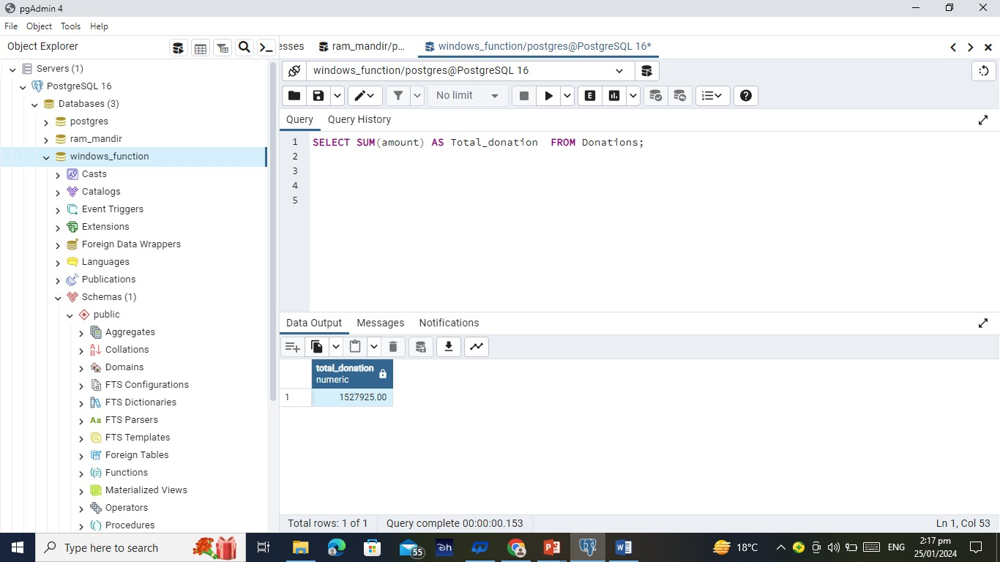 pgAdmin 4
File Object Tools Help
Object Explorer
esses ram_mandir/p... windows_function/postgres@PostgreSQL 16*
windows_function/postgres@PostgreSQL 16
No limit
E
Query Query History
1 SELECT SUM(amount) AS Total_donation  FROM Donations;
2
3
4
5
Servers (1)
PostgreSQL 16
Databases (3)
postgres
ram_mandir
windows_function
Casts
Catalogs
Event Triggers
Extensions
Foreign Data Wrappers
Languages
Publications
Schemas (1)
public
Aggregates
Collations
Domains
FTS Configurations
FTS Dictionaries
Aa FTS Parsers
FTS Templates
Foreign Tables
Functions
Materialized Views
Operators
Procedures
Data Output Messages Notifications
total_donation
numeric
1 1527925.00
Total rows: 1 of 1 Query complete 00:00:00.153 Ln 1, Col 53
Type here to search 55 Dh 18°C ENG 2:17 pm
25/01/2024